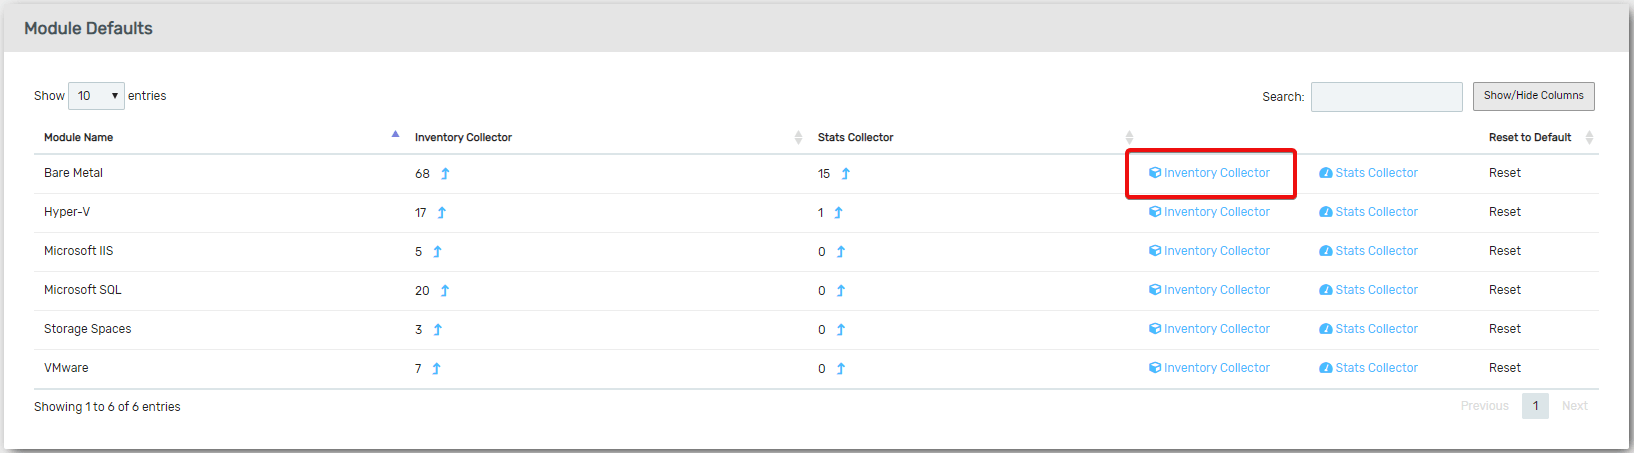 Module Defaults
Show 10 entries Search: Show/Hide Columns
Module Name Inventory Collector Stats Collector Reset to Default
Bare Metal 68 15 Inventory Collector Stats Collector Reset
Hyper-V 17 1 Inventory Collector Stats Collector Reset
Microsoft IIS 5 0 Inventory Collector Stats Collector Reset
Microsoft SQL 20 0 Inventory Collector Stats Collector Reset
Storage Spaces 3 0 Inventory Collector Stats Collector Reset
VMware 7 0 Inventory Collector Stats Collector Reset
Showing 1 to 6 of 6 entries Previous 1 Next